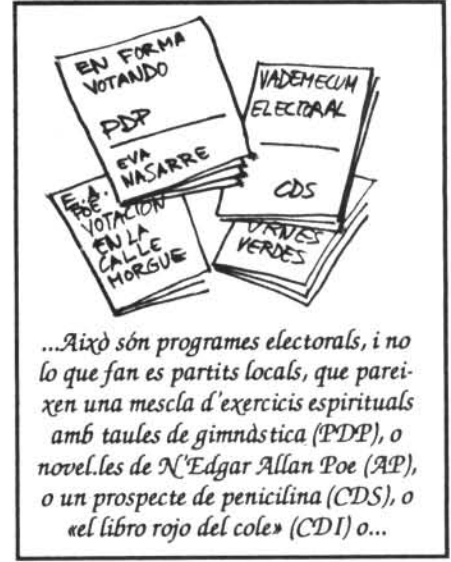 EN FORMA
VOTANDO
PDP
EVA
NASARRE
VADEMECUM
ELECTORAL
CDS
E. A.
POE
VOTACIÓN
EN LA
CALLE
MORGUE
URNES
VERDES
...Això són programes electorals, i no
lo que fan es partits locals, que parei-
xen una mescla d'exercicis espirituals
amb taules de gimnàstica (PDP), o
novel.les de N'Edgar Allan Poe (AP),
o un prospecte de penicilina (CDS), o
«el libro rojo del cole» (CDI) o...